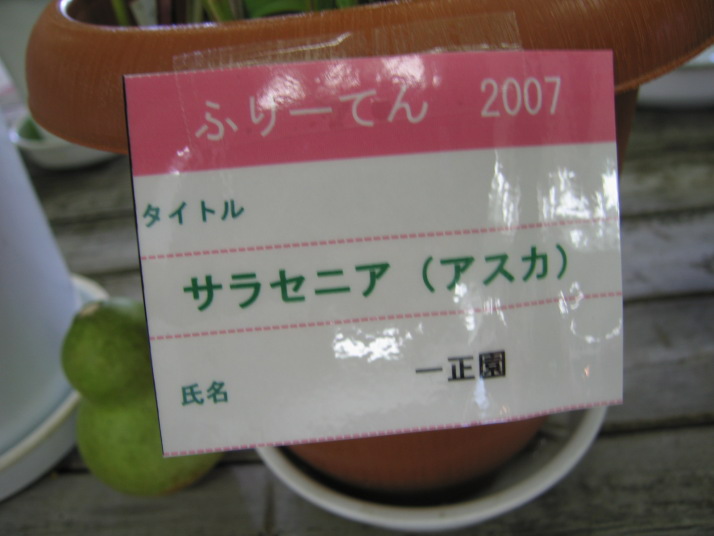 ふりーてん　2007
タイトル
サラセニア（アスカ）
氏名　一正園